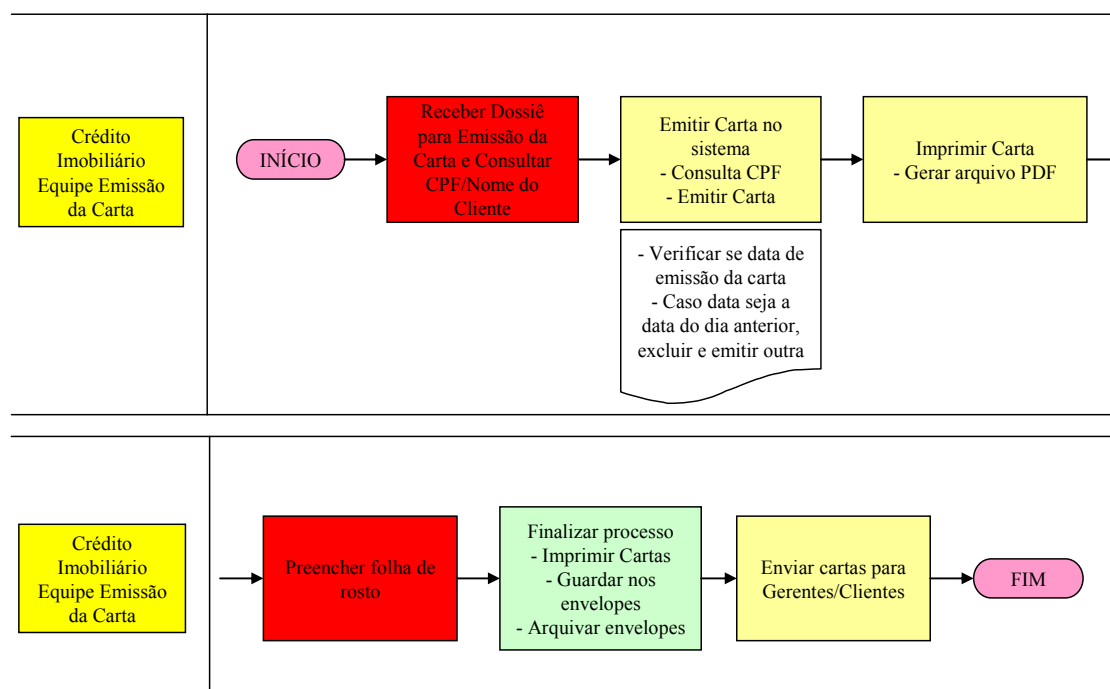 Crédito
Imobiliário
Equipe Emissão
da Carta
INÍCIO
Receber Dossiê
para Emissão da
Carta e Consultar
CPF/Nome do
Cliente
Emitir Carta no
sistema
- Consulta CPF
- Emitir Carta
Imprimir Carta
- Gerar arquivo PDF
- Verificar se data de
emissão da carta
- Caso data seja a
data do dia anterior,
excluir e emitir outra
Crédito
Imobiliário
Equipe Emissão
da Carta
Preencher folha de
rosto
Finalizar processo
- Imprimir Cartas
- Guardar nos
envelopes
- Arquivar envelopes
Enviar cartas para
Gerentes/Clientes
FIM